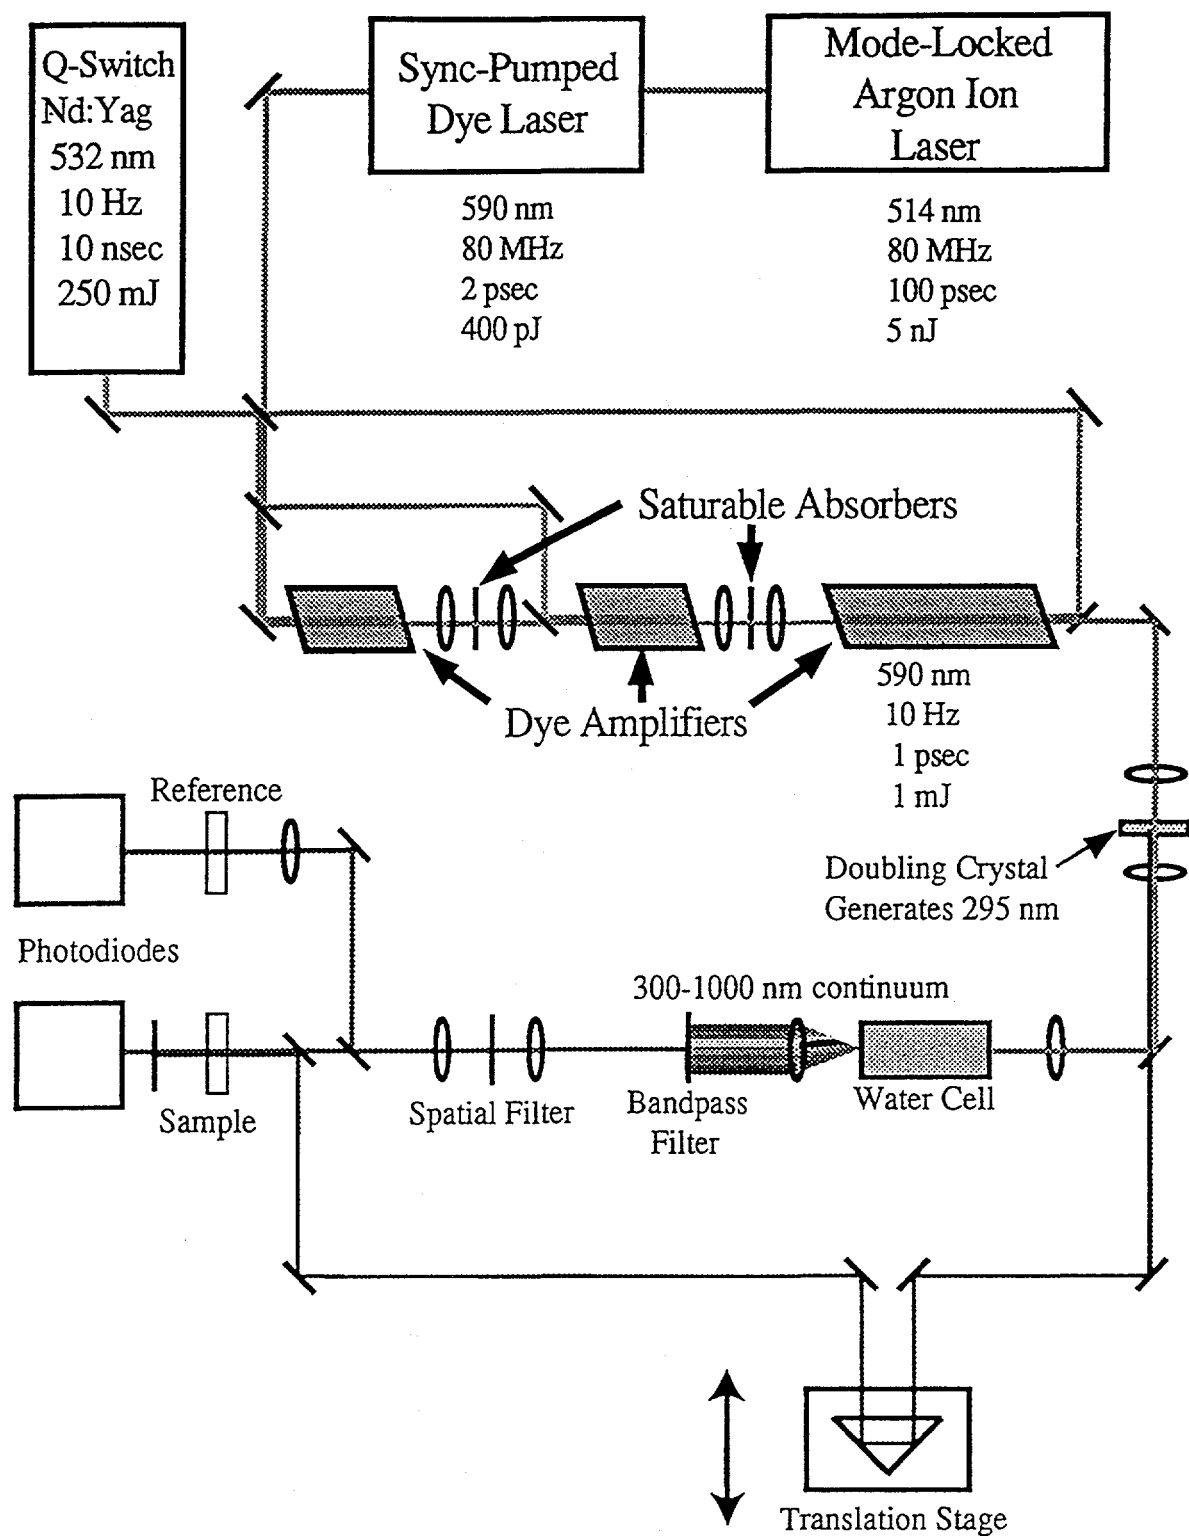 Q-Switch
Nd:Yag
532 nm
10 Hz
10 nsec
250 mJ
Sync-Pumped
Dye Laser
Mode-Locked
Argon Ion
Laser
590 nm
80 MHz
2 psec
400 pJ
514 nm
80 MHz
100 psec
5 nJ
Saturable Absorbers
Dye Amplifiers
590 nm
10 Hz
1 psec
1 mJ
Reference
Doubling Crystal
Generates 295 nm
Photodiodes
300-1000 nm continuum
Sample
Spatial Filter
Bandpass
Filter
Water Cell
Translation Stage